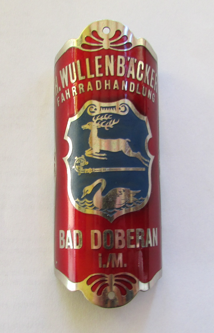 WULLENBÄCKER
FAHRRADHANDLUNG
BAD DOBERAN
i./M.